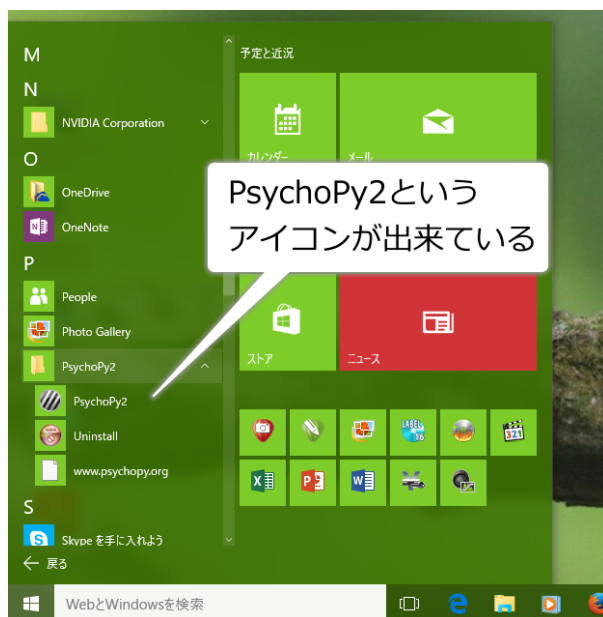 M
予定と近況
N
NVIDIA Corporation
O
カレンダー
メール
OneDrive
OneNote
PsychoPy2という
アイコンが出来ている
P
People
Photo Gallery
PsychoPy2
ストア
ニュース
PsychoPy2
Uninstall
www.psychopy.org
LABEL
16
321
S
Skype を手に入れよう
戻る
WebとWindowsを検索